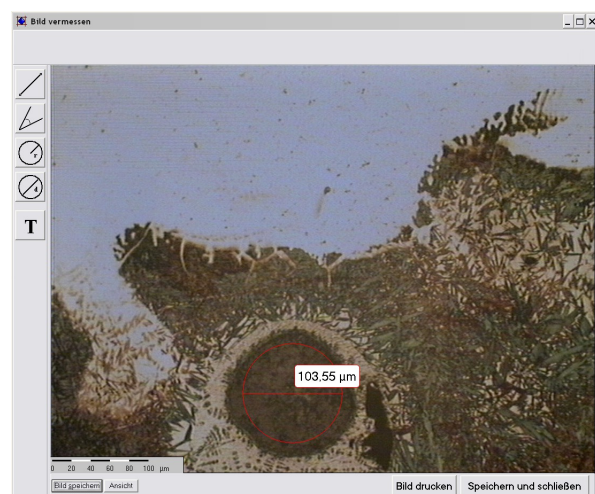 Bild vermessen
r
d
T
103,55 µm
0 20 40 60 80 100 µm
Bild speichern Ansicht
Bild drucken Speichern und schließen